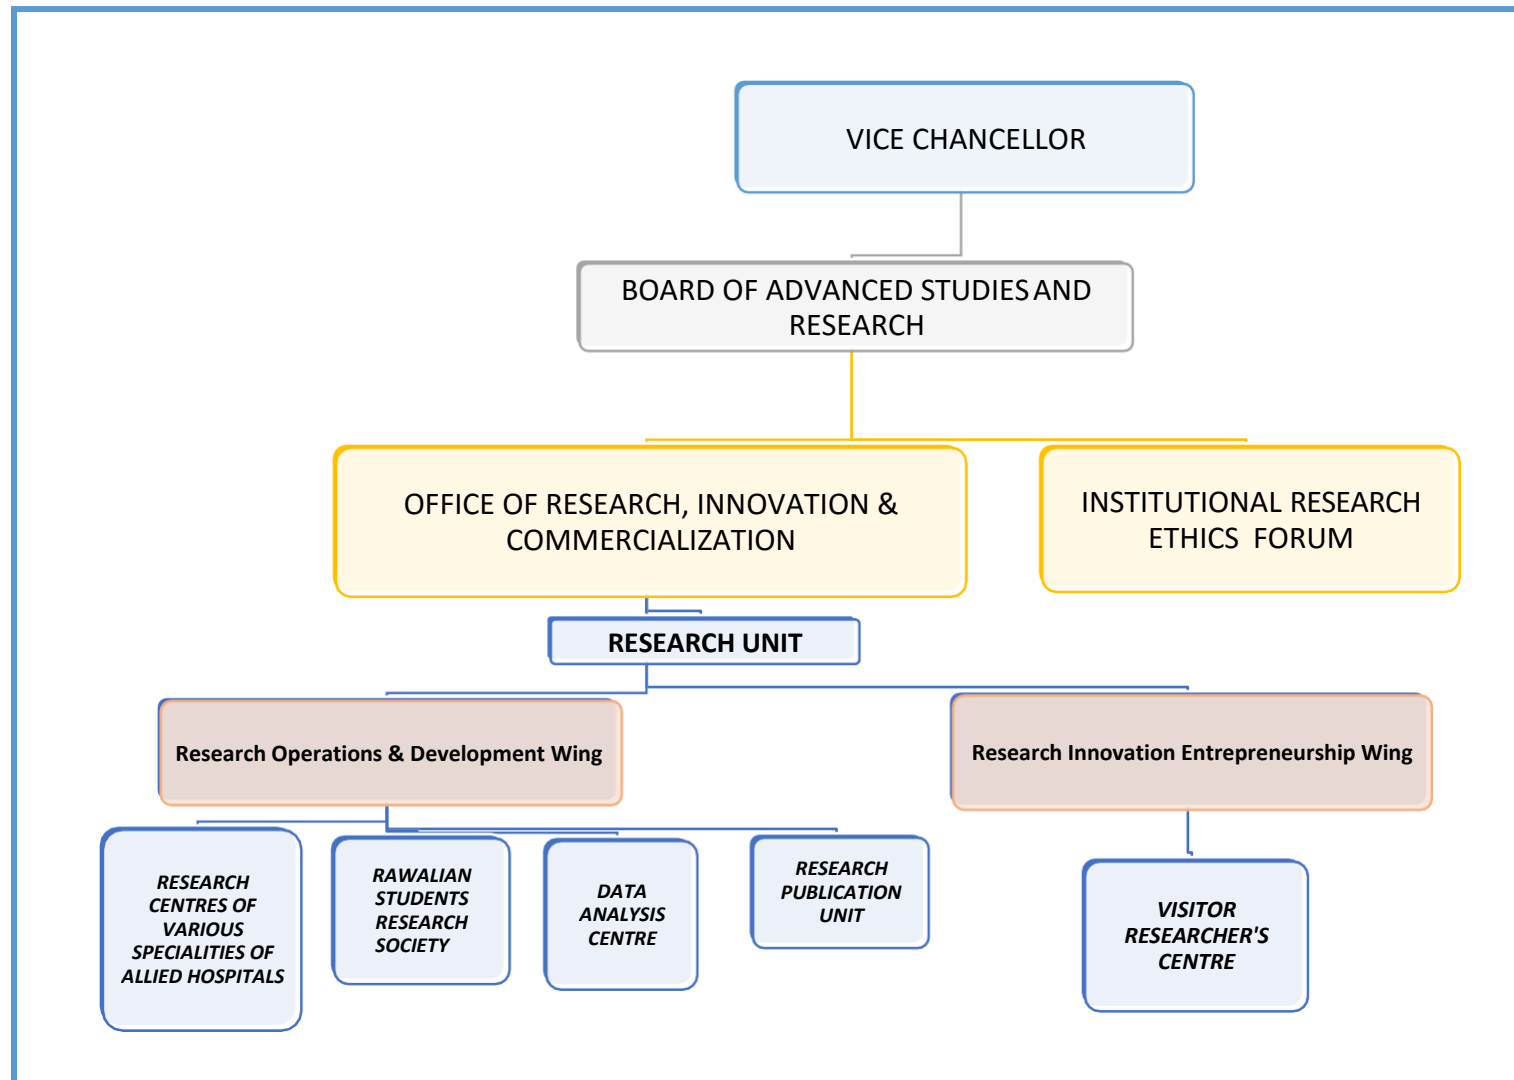 VICE CHANCELLOR
BOARD OF ADVANCED STUDIES AND
RESEARCH
OFFICE OF RESEARCH, INNOVATION &
COMMERCIALIZATION
INSTITUTIONAL RESEARCH
ETHICS FORUM
RESEARCH UNIT
Research Operations & Development Wing
Research Innovation Entrepreneurship Wing
RESEARCH
CENTRES OF
VARIOUS
SPECIALITIES OF
ALLIED HOSPITALS
RAWALIAN
STUDENTS
RESEARCH
SOCIETY
DATA
ANALYSIS
CENTRE
RESEARCH
PUBLICATION
UNIT
VISITOR
RESEARCHER'S
CENTRE